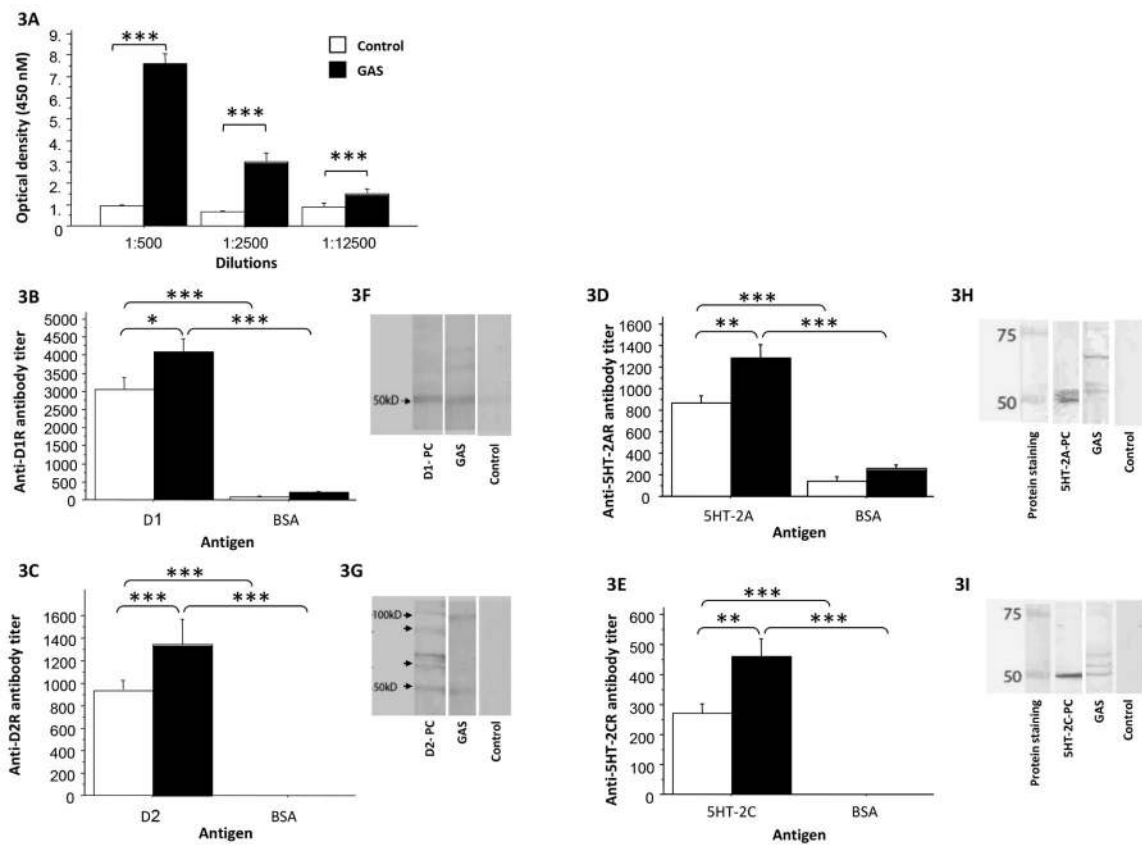 3A
Optical density (450 nM)
9.
8.
7.
6.
5.
4.
3.
2.
1.
0
***
***
***
Control
GAS
1:500
1:2500
1:12500
Dilutions
3B
Anti-D1R antibody titer
5000
4500
4000
3500
3000
2500
2000
1500
1000
500
0
***
*
***
D1
BSA
Antigen
3F
50kD
D1- PC
GAS
Control
3D
Anti-5HT-2AR antibody titer
1600
1400
1200
1000
800
600
400
200
0
***
**
***
5HT-2A
BSA
Antigen
3H
75
50
Protein staining
5HT-2A-PC
GAS
Control
3C
Anti-D2R antibody titer
1600
1400
1200
1000
800
600
400
200
0
***
***
***
D2
BSA
Antigen
3G
100kD
50kD
D2- PC
GAS
Control
3E
Anti-5HT-2CR antibody titer
600
500
400
300
200
100
0
***
**
***
5HT-2C
BSA
Antigen
3I
75
50
Protein staining
5HT-2C-PC
GAS
Control